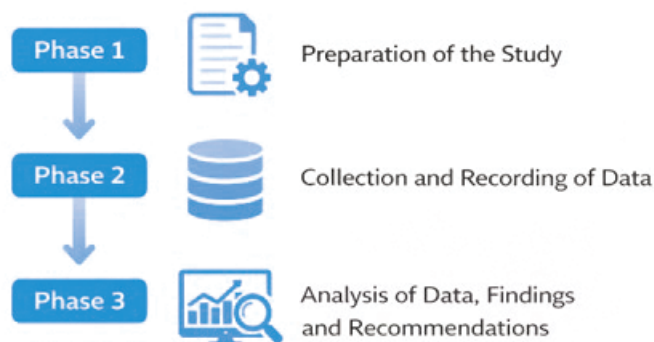 Phase 1
Preparation of the Study
Phase 2
Collection and Recording of Data
Phase 3
Analysis of Data, Findings
and Recommendations